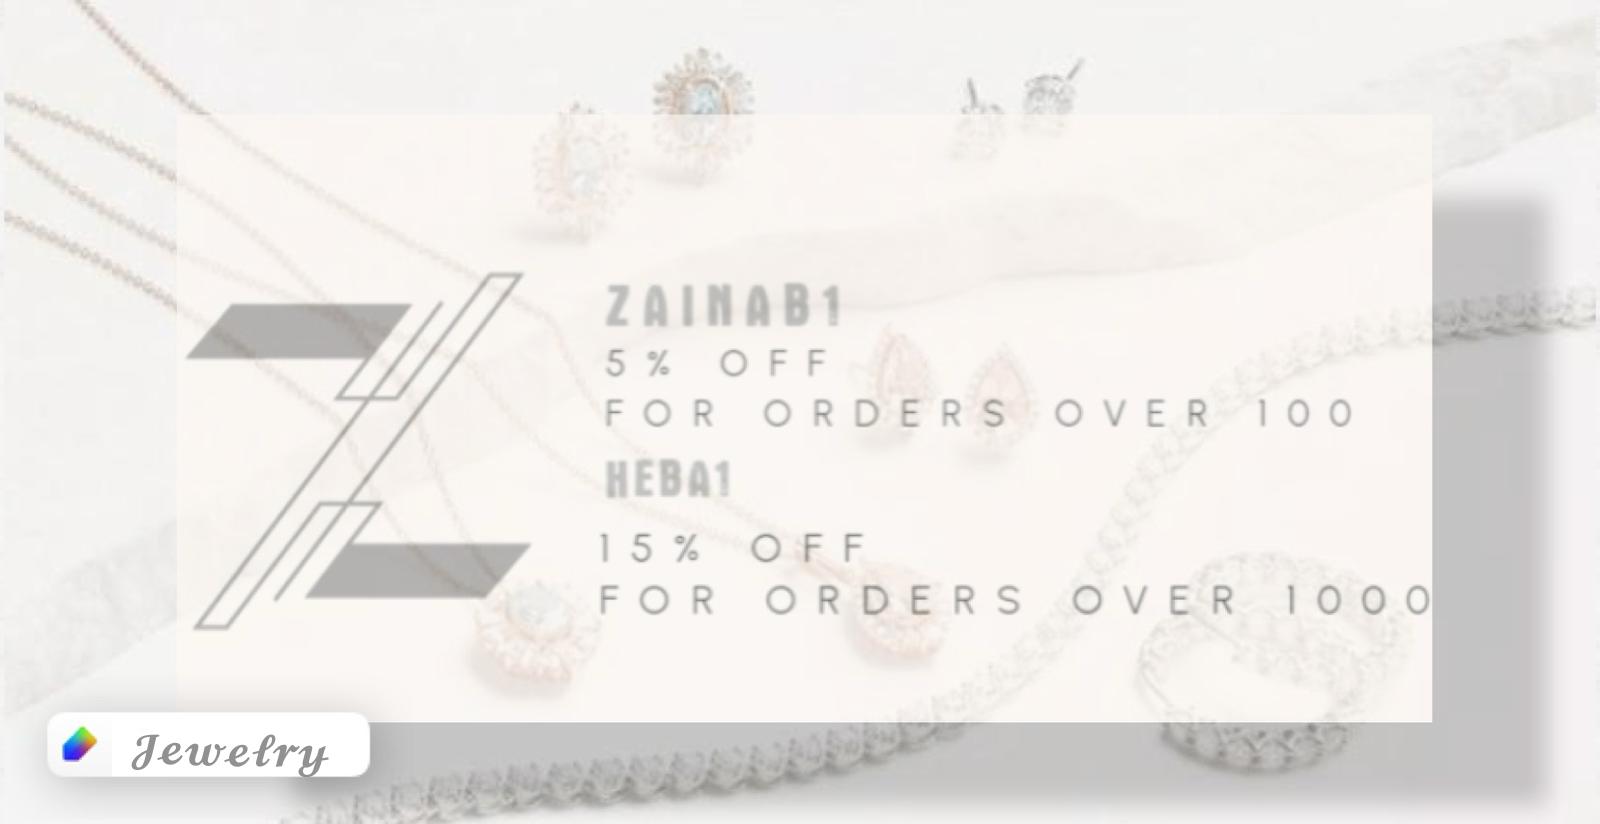 ZAINAB1
5% OFF
FOR ORDERS OVER 100
HEBA1
15% OFF
FOR ORDERS OVER 1000
Jewelry